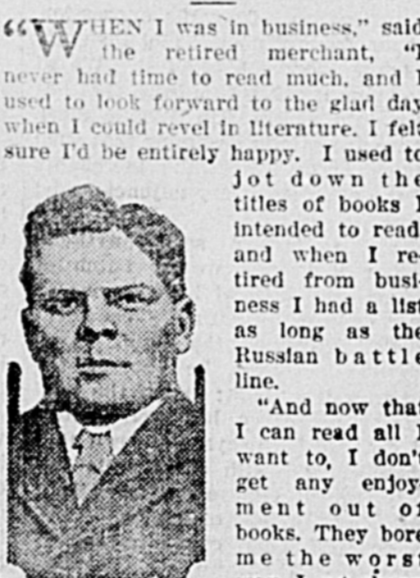 "WHEN I was in business," said
the retired merchant, "I
never had time to read much, and I
used to look forward to the glad day
when I could revel in literature. I felt
sure I'd be entirely happy. I used to
jot down the
titles of books I
intended to read,
and when I re-
tired from busi-
ness I had a list
as long as the
Russian battle
line.
"And now that
I can read all I
want to, I don't
get any enjoy-
ment out of
books. They bore
me the worst